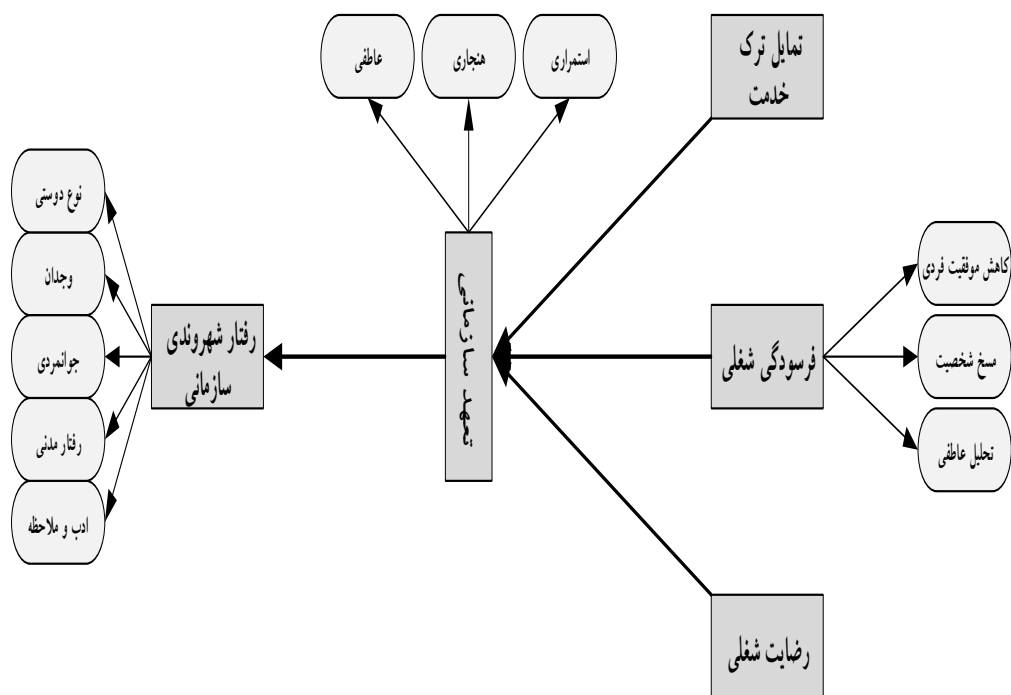 تمایل ترک
خدمت
استمراری
هنجاری
عاطفی
کاهش موفقیت فردی
مسخ شخصیت
تحلیل عاطفی
فرسودگی شغلی
رضایت شغلی
تعهد سازمانی
رفتار شهروندی
سازمانی
نوع دوستی
وجدان
جوانمردی
رفتار مدنی
ادب و ملاحظه